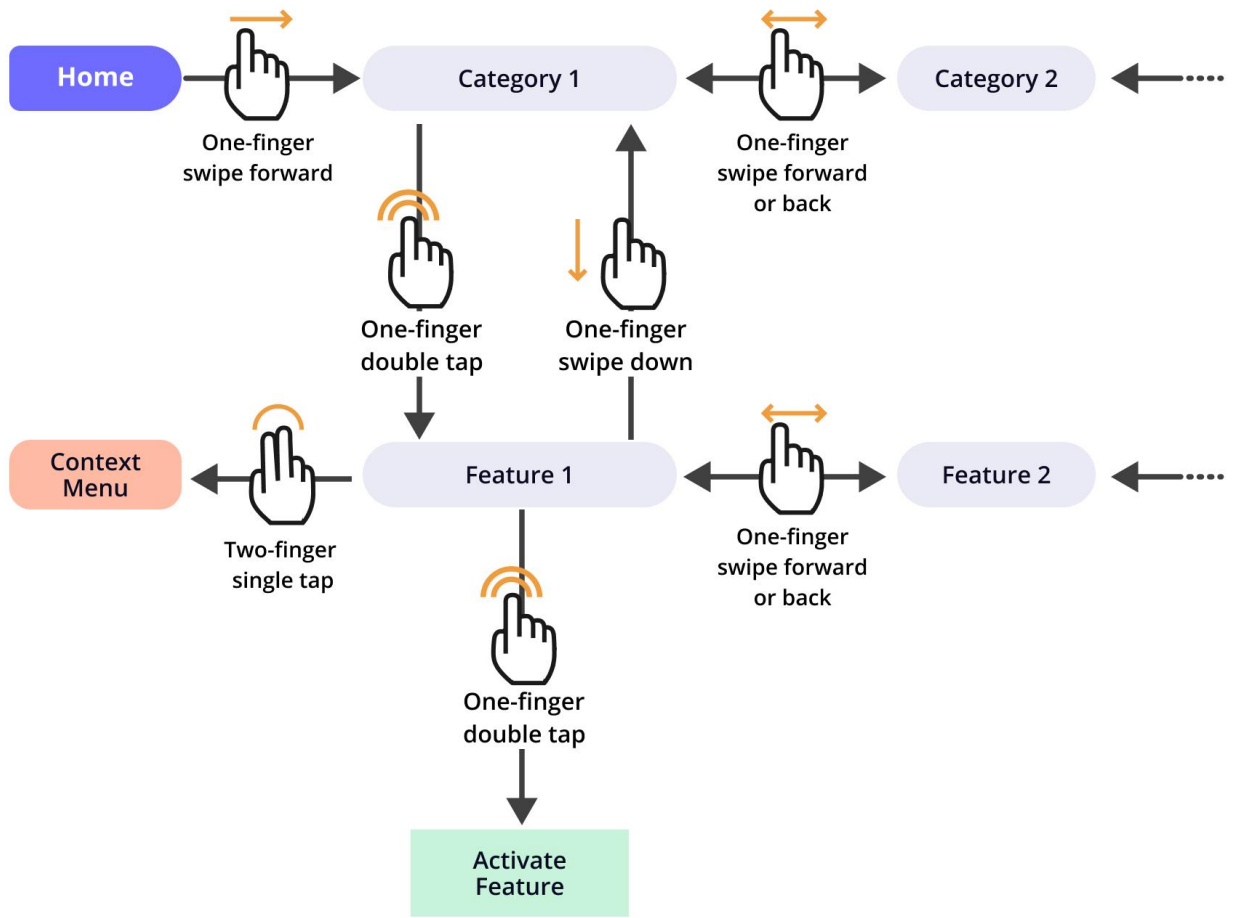 Home
Category 1
Category 2
One-finger
swipe forward
One-finger
swipe forward
or back
One-finger
double tap
One-finger
swipe down
Context
Menu
Feature 1
Feature 2
Two-finger
single tap
One-finger
swipe forward
or back
One-finger
double tap
Activate
Feature